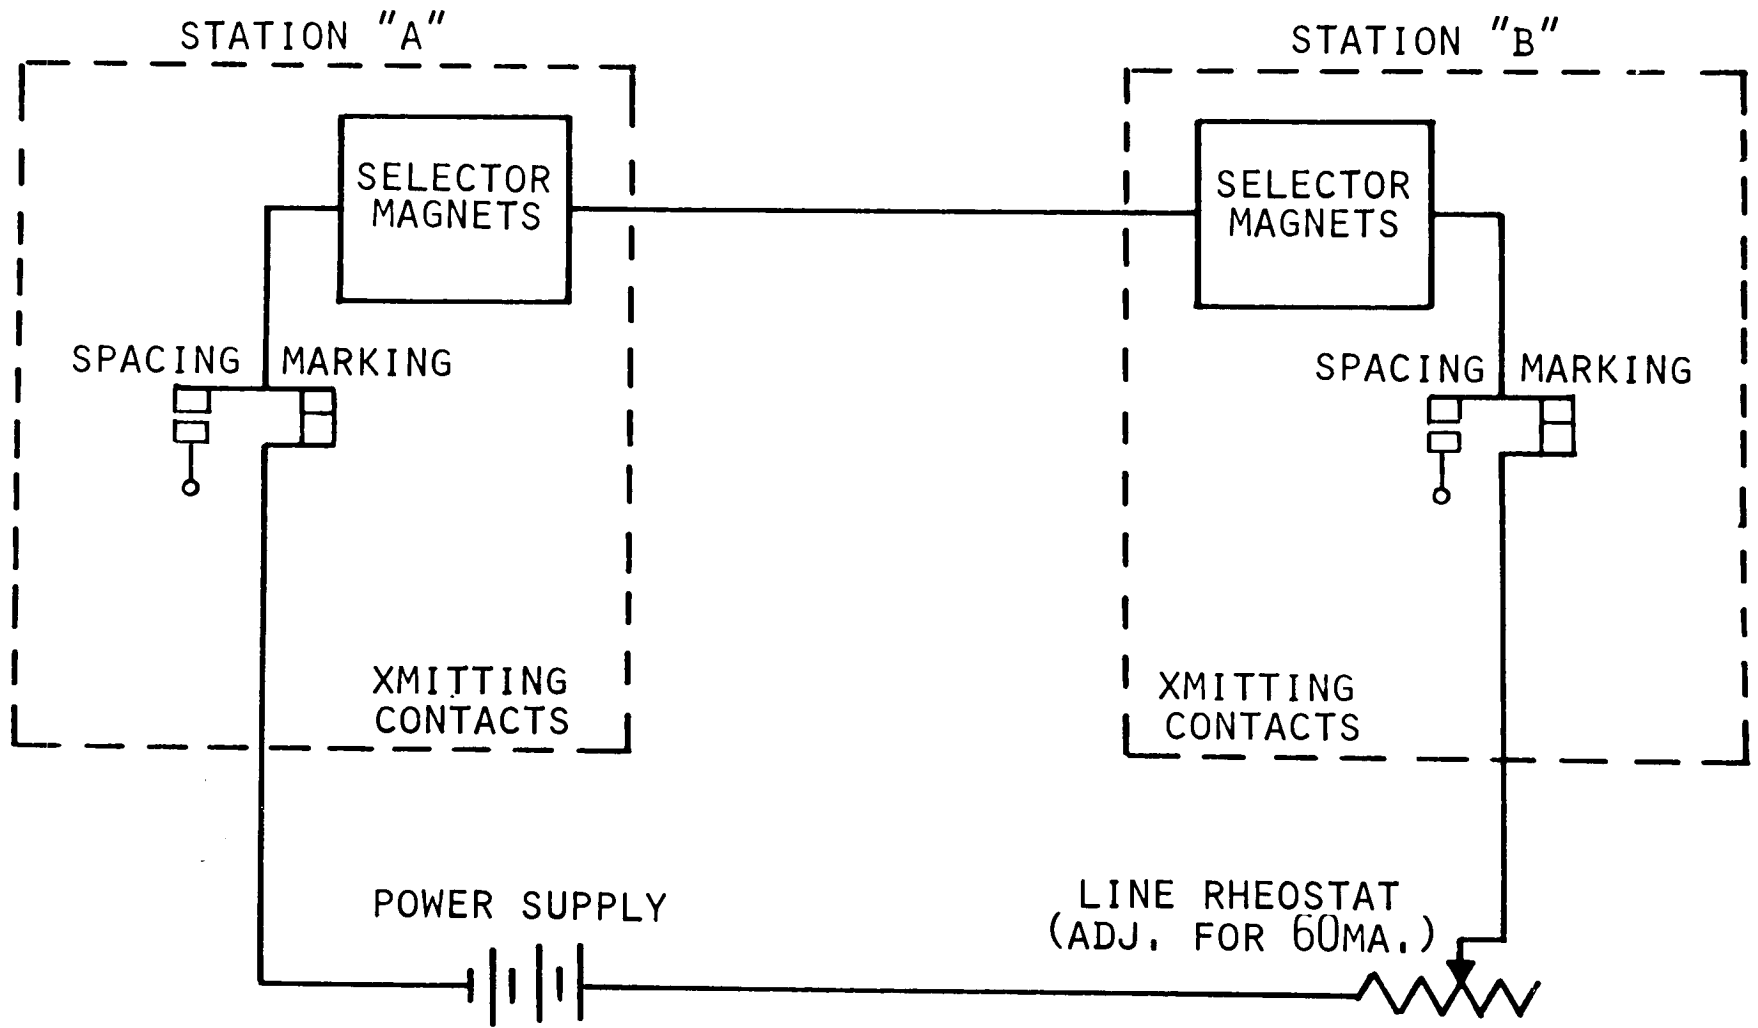 STATION "A"
STATION "B"
SELECTOR
MAGNETS
SELECTOR
MAGNETS
SPACING MARKING
SPACING MARKING
XMITTING
CONTACTS
XMITTING
CONTACTS
POWER SUPPLY
LINE RHEOSTAT
(ADJ. FOR 60MA.)